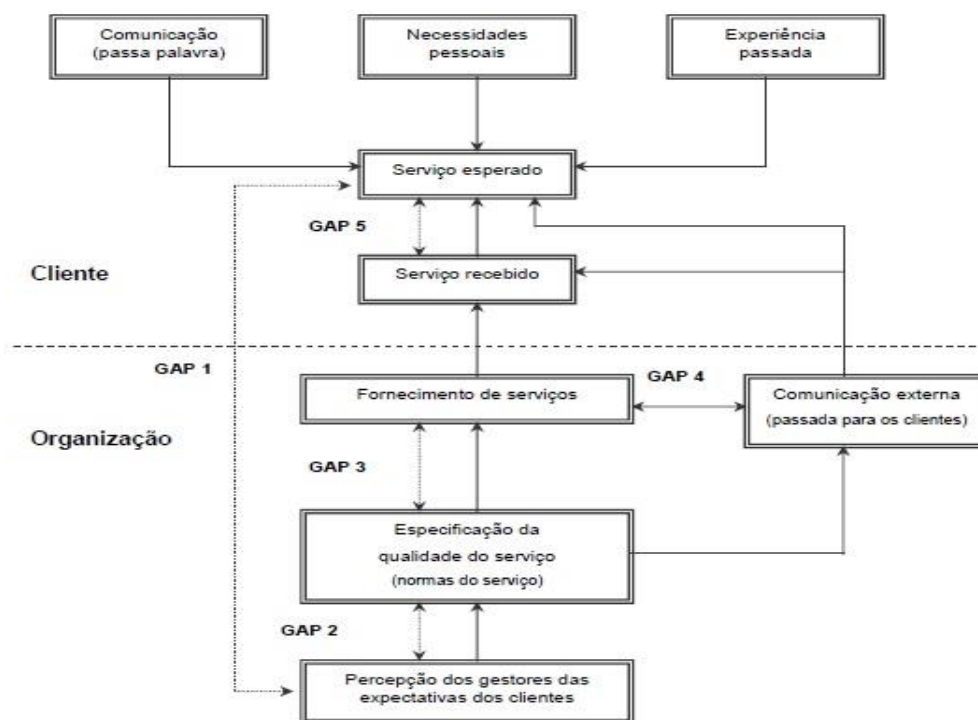 Comunicação
(passa palavra)
Necessidades
pessoais
Experiência
passada
Serviço esperado
GAP 5
Cliente
Serviço recebido
GAP 1
GAP 4
Fornecimento de serviços
Comunicação externa
(passada para os clientes)
Organização
GAP 3
Especificação da
qualidade do serviço
(normas do serviço)
GAP 2
Percepção dos gestores das
expectativas dos clientes